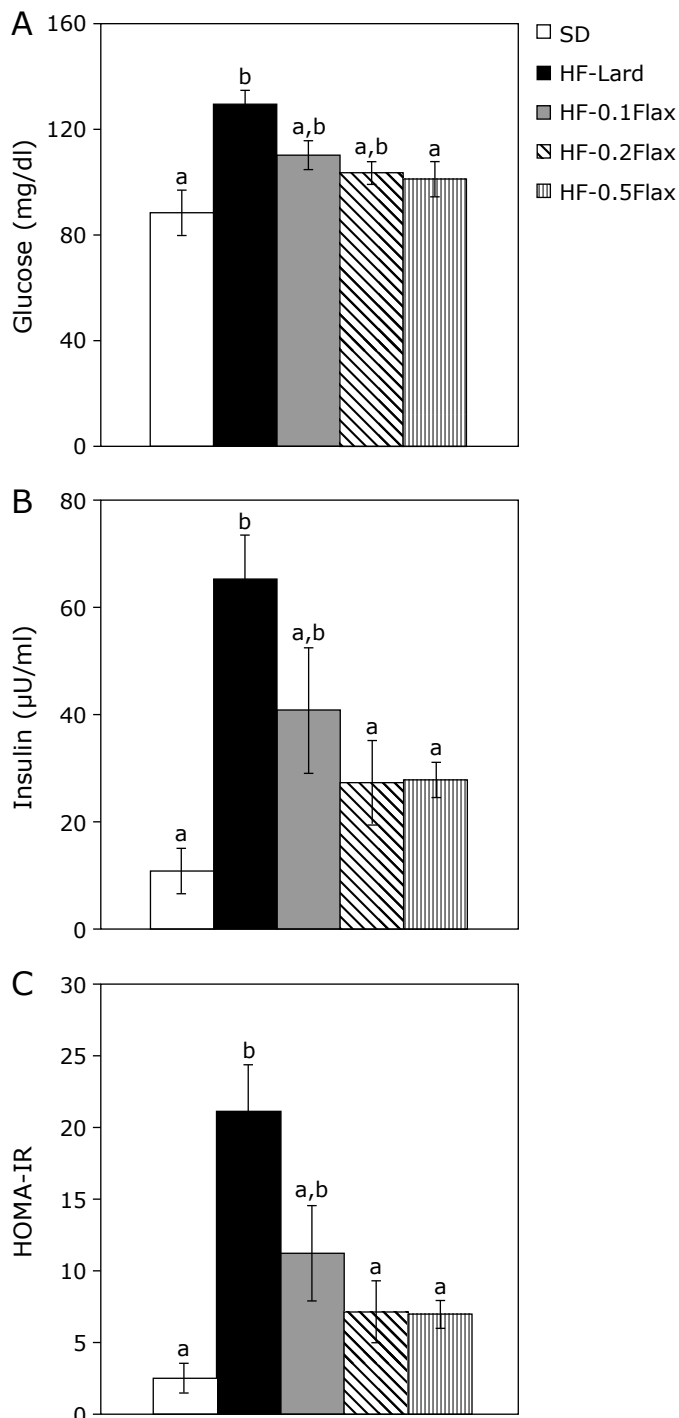 A
160
120
80
40
0
Glucose (mg/dl)
a
b
a,b
a,b
a
SD
HF-Lard
HF-0.1Flax
HF-0.2Flax
HF-0.5Flax
B
80
60
40
20
0
Insulin (µU/ml)
a
b
a,b
a
a
C
30
25
20
15
10
5
0
HOMA-IR
a
b
a,b
a
a